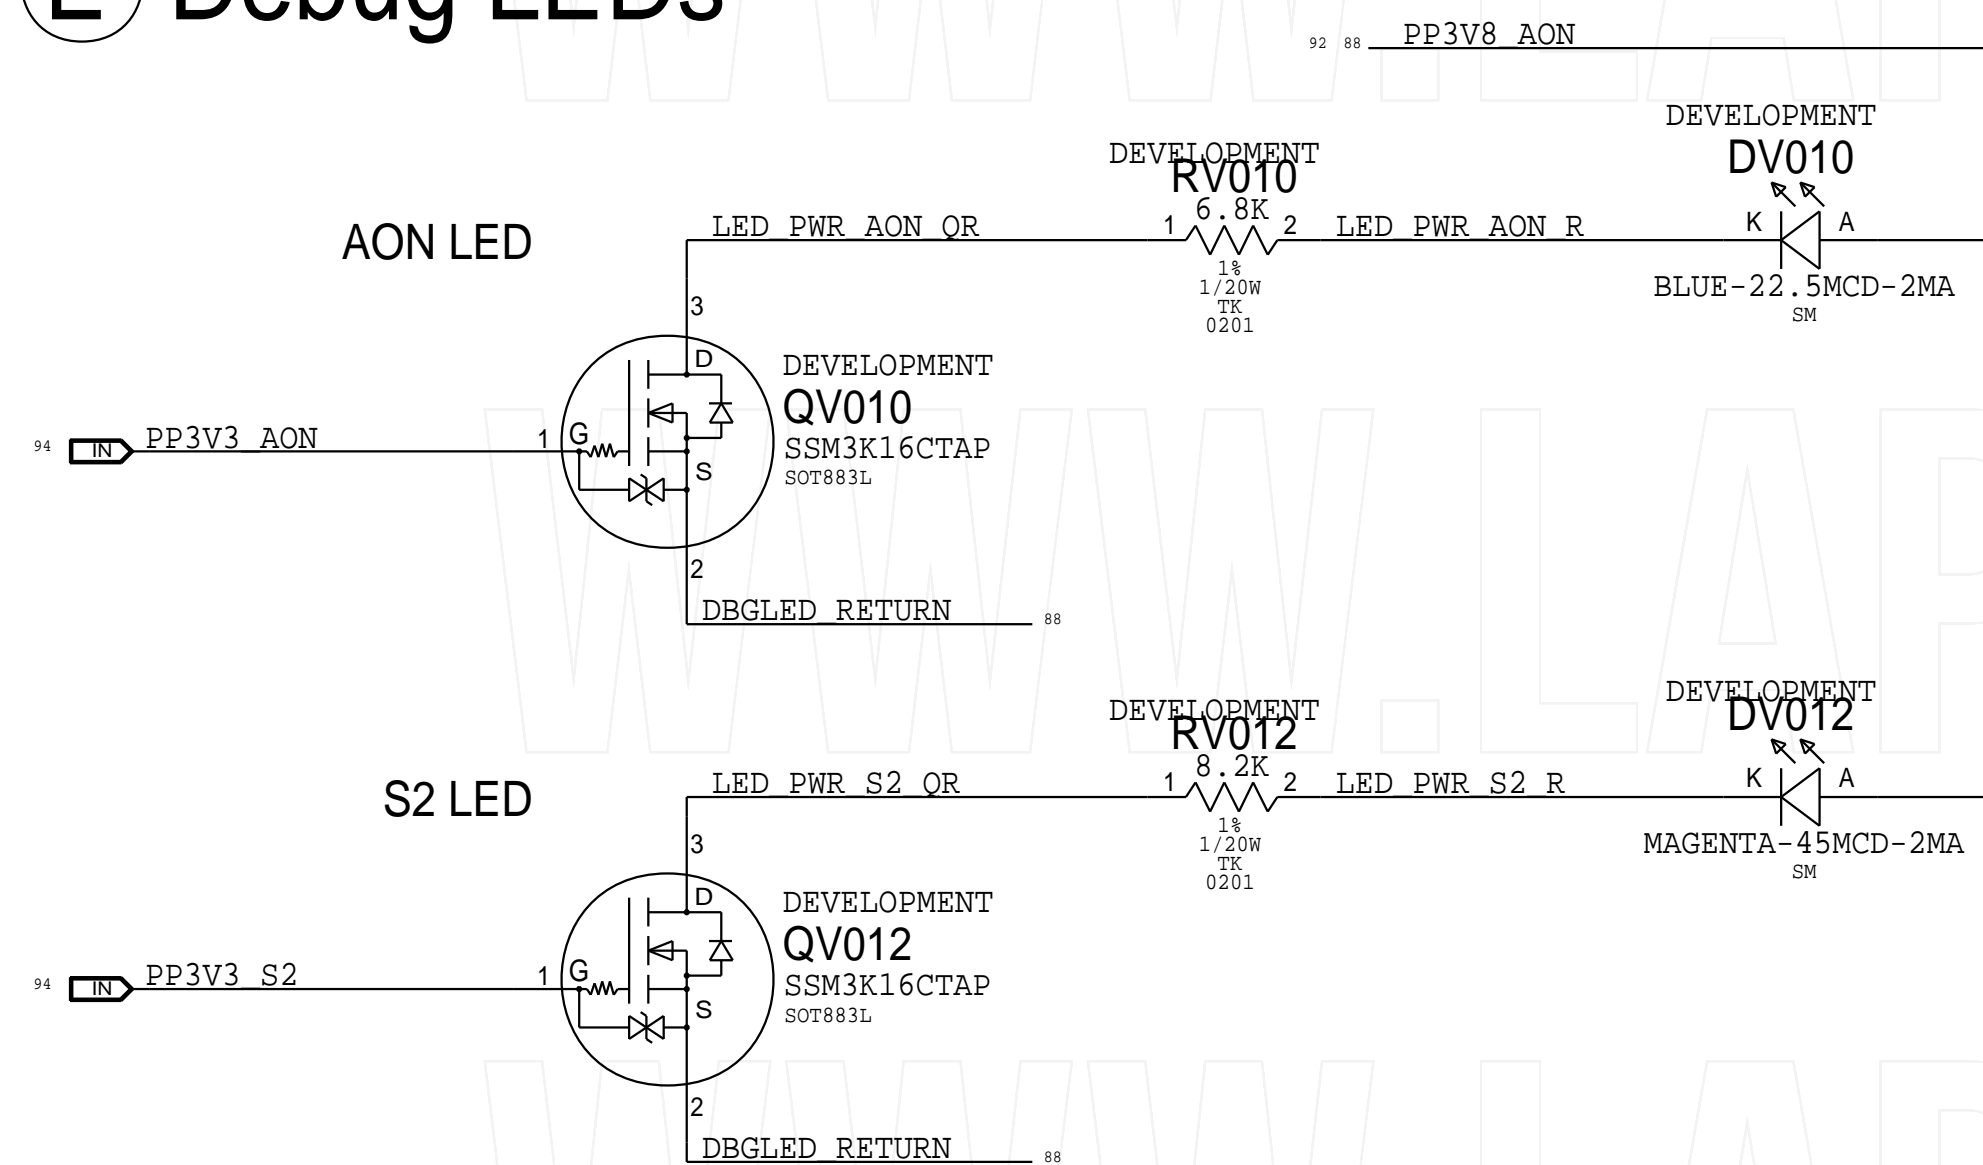 E Debug LEDs
92 88 PP3V8_AON
DEVELOPMENT
DV010
DEVELOPMENT
RV010
6.8K
AON LED
LED_PWR_AON_QR
1 2
LED_PWR_AON_R
K A
1%
1/20W
TK
0201
BLUE-22.5MCD-2MA
SM
3
D
DEVELOPMENT
QV010
SSM3K16CTAP
SOT883L
94 IN PP3V3_AON
1 G
S
2
DBGLED_RETURN 88
DEVELOPMENT
DV012
DEVELOPMENT
RV012
8.2K
S2 LED
LED_PWR_S2_QR
1 2
LED_PWR_S2_R
K A
1%
1/20W
TK
0201
MAGENTA-45MCD-2MA
SM
3
D
DEVELOPMENT
QV012
SSM3K16CTAP
SOT883L
94 IN PP3V3_S2
1 G
S
2
DBGLED_RETURN 88
WWW.LAP